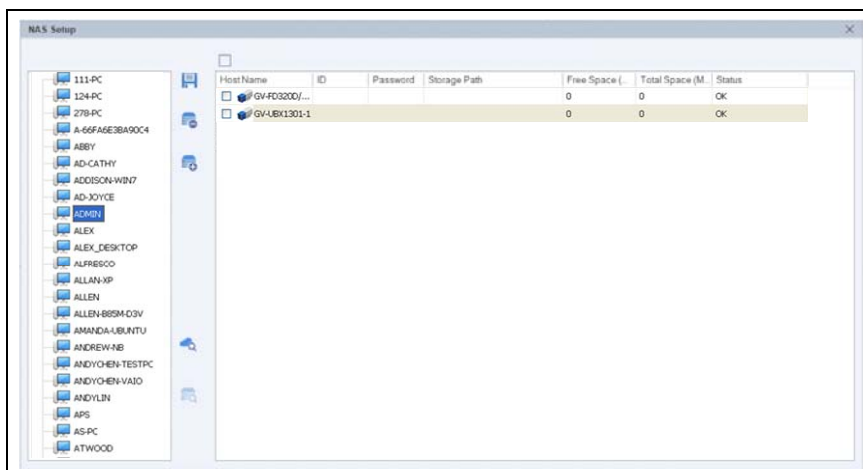 NAS Setup
111-PC
124-PC
278-PC
A-66FA6E3BA90C4
ABBY
AD-CATHY
ADDISON-WIN7
AD-JOYCE
ADMIN
ALEX
ALEX_DESKTOP
ALFRESCO
ALLAN-XP
ALLEN
ALLEN-B85M-D3V
AMANDA-UBUNTU
ANDREW-NB
ANDYCHEN-TESTPC
ANDYCHEN-VAIO
ANDYLIN
APS
AS-PC
ATWOOD
Host Name ID Password Storage Path Free Space (... Total Space (M... Status
GV-FD320D/... 0 0 OK
GV-UBX1301-1 0 0 OK